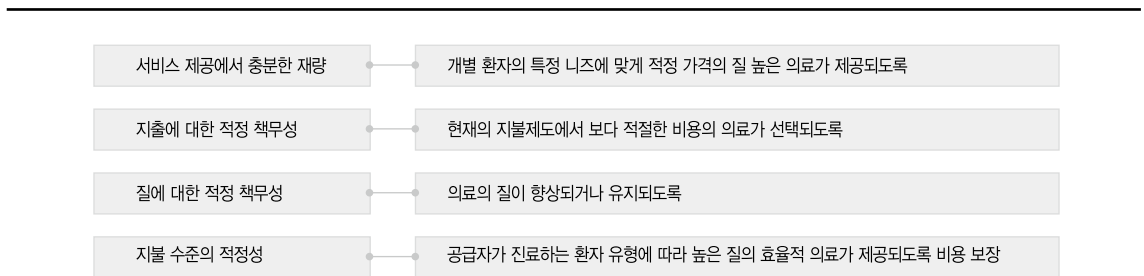 서비스 제공에서 충분한 재량
개별 환자의 특정 니즈에 맞게 적정 가격의 질 높은 의료가 제공되도록
지출에 대한 적정 책무성
현재의 지불제도에서 보다 적절한 비용의 의료가 선택되도록
질에 대한 적정 책무성
의료의 질이 향상되거나 유지되도록
지불 수준의 적정성
공급자가 진료하는 환자 유형에 따라 높은 질의 효율적 의료가 제공되도록 비용 보장